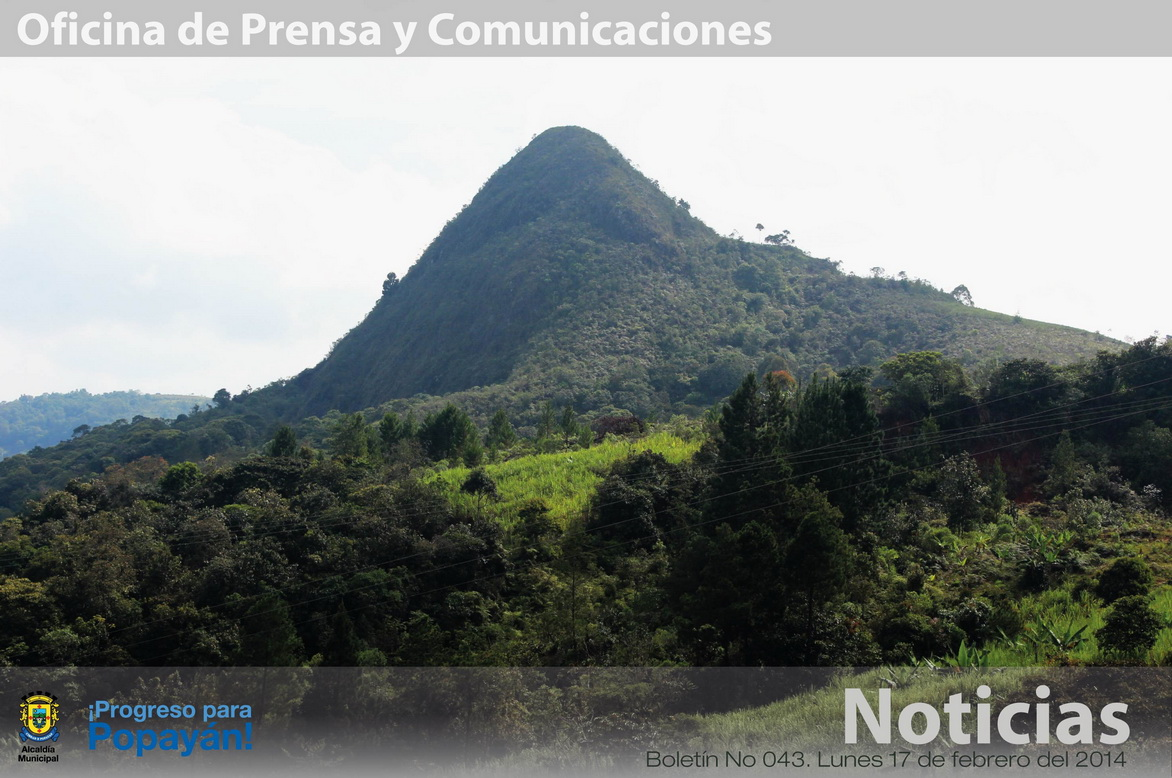 Oficina de Prensa y Comunicaciones
¡Progreso para
Popayán!
Alcaldía
Municipal
Noticias
Boletín No 043. Lunes 17 de febrero del 2014